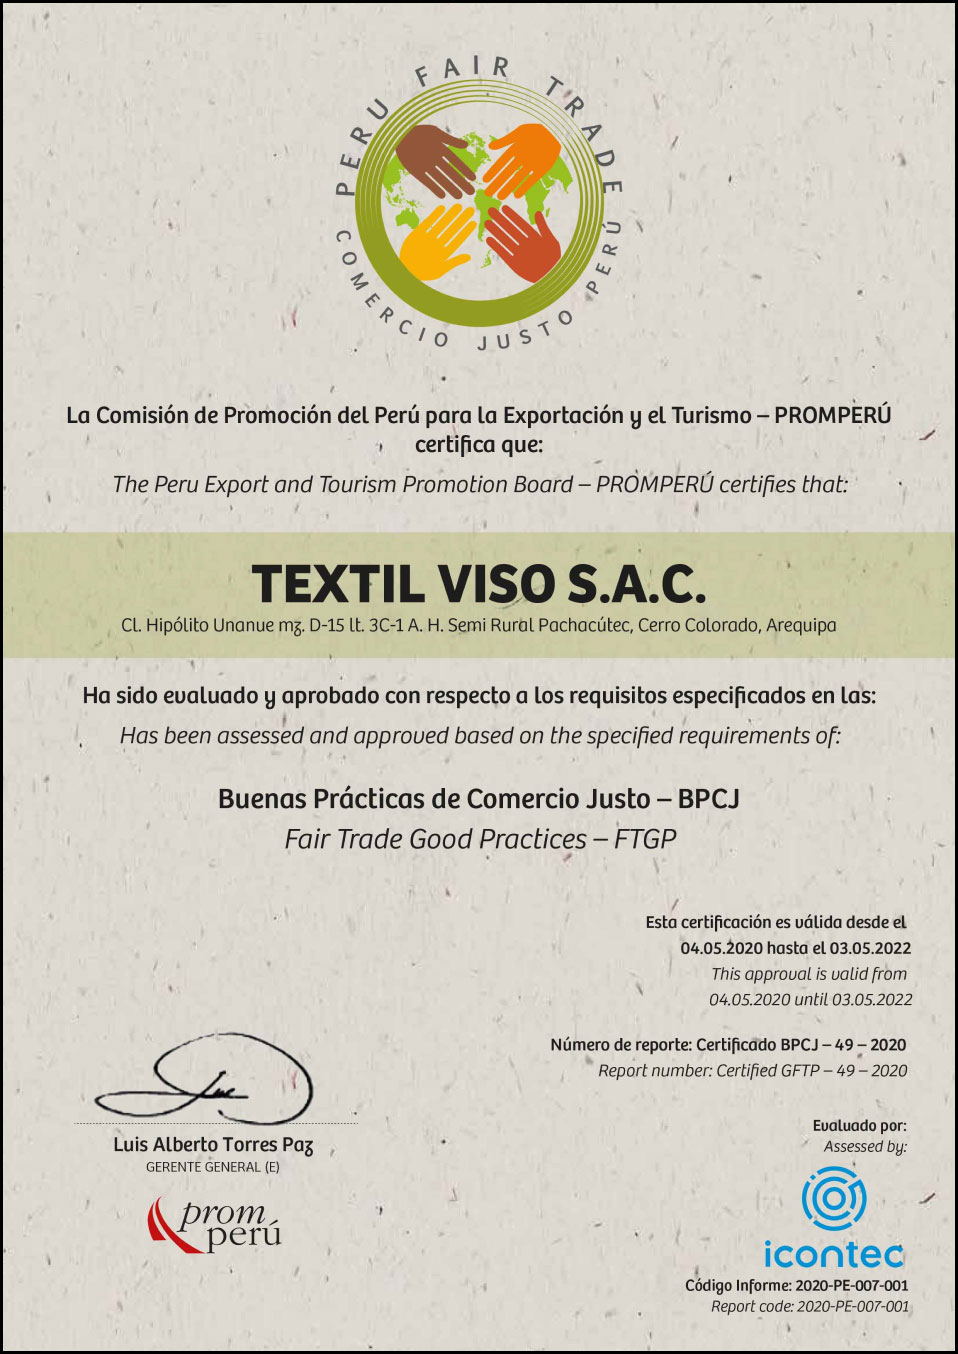 PERU FAIR TRADE
COMERCIO JUSTO PERÚ
La Comisión de Promoción del Perú para la Exportación y el Turismo – PROMPERÚ
certifica que:
The Peru Export and Tourism Promotion Board – PROMPERÚ certifies that:
TEXTIL VISO S.A.C.
Cl. Hipólito Unanue mz. D-15 lt. 3C-1 A. H. Semi Rural Pachacútec, Cerro Colorado, Arequipa
Ha sido evaluado y aprobado con respecto a los requisitos especificados en las:
Has been assessed and approved based on the specified requirements of:
Buenas Prácticas de Comercio Justo – BPCJ
Fair Trade Good Practices – FTGP
Esta certificación es válida desde el
04.05.2020 hasta el 03.05.2022
This approval is valid from
04.05.2020 until 03.05.2022
Número de reporte: Certificado BPCJ – 49 – 2020
Report number: Certified GFTP – 49 – 2020
Luis Alberto Torres Paz
GERENTE GENERAL (E)
prom
perú
Evaluado por:
Assessed by:
icontec
Código Informe: 2020-PE-007-001
Report code: 2020-PE-007-001